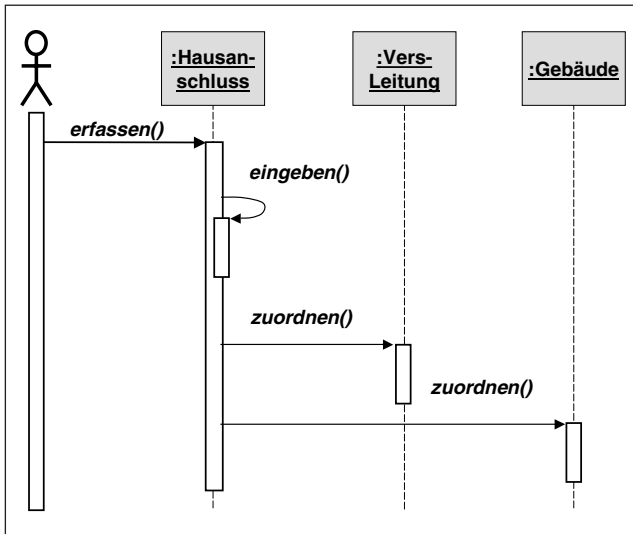 :Hausan-
schluss
:Vers-
Leitung
:Gebäude
erfassen()
eingeben()
zuordnen()
zuordnen()